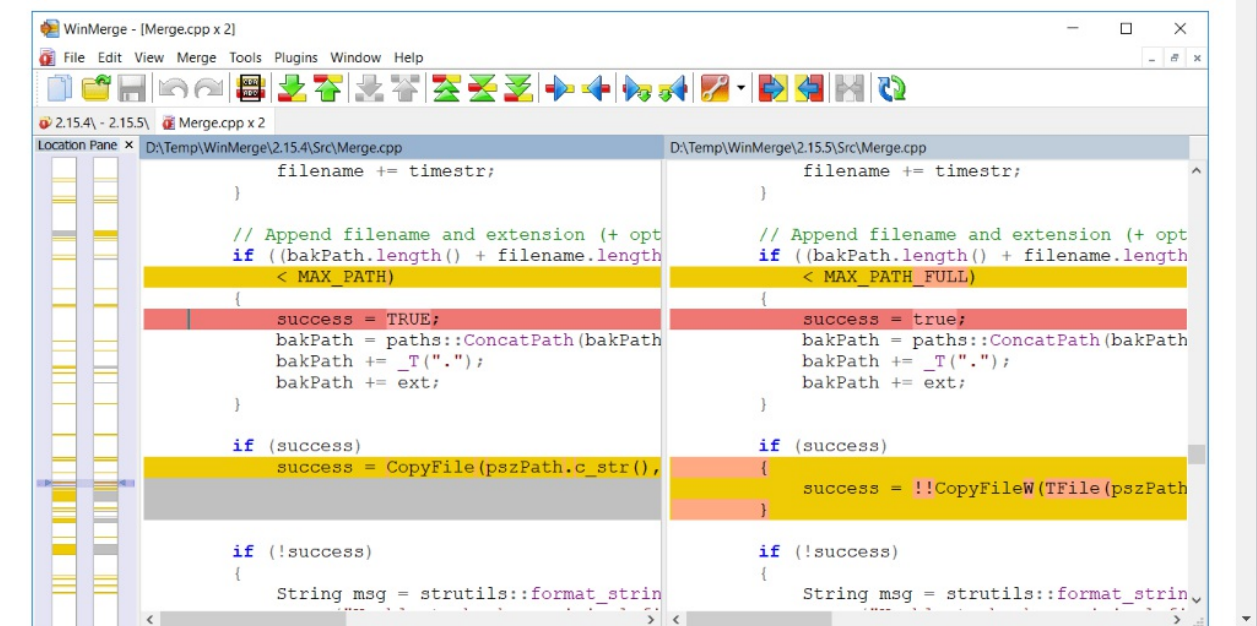 WinMerge - [Merge.cpp x 2]
File Edit View Merge Tools Plugins Window Help
2.15.4\ - 2.15.5\ Merge.cpp x 2
Location Pane ×
D:\Temp\WinMerge\2.15.4\Src\Merge.cpp
filename += timestr;
}
// Append filename and extension (+ opt
if ((bakPath.length() + filename.length
< MAX_PATH)
{
success = TRUE;
bakPath = paths::ConcatPath(bakPath
bakPath += _T(".");
bakPath += ext;
}
if (success)
success = CopyFile(pszPath.c_str(),
if (!success)
{
String msg = strutils::format_strin
D:\Temp\WinMerge\2.15.5\Src\Merge.cpp
filename += timestr;
}
// Append filename and extension (+ opt
if ((bakPath.length() + filename.length
< MAX_PATH_FULL)
{
success = true;
bakPath = paths::ConcatPath(bakPath
bakPath += _T(".");
bakPath += ext;
}
if (success)
{
success = !!CopyFileW(TFile(pszPath
}
if (!success)
{
String msg = strutils::format_strin